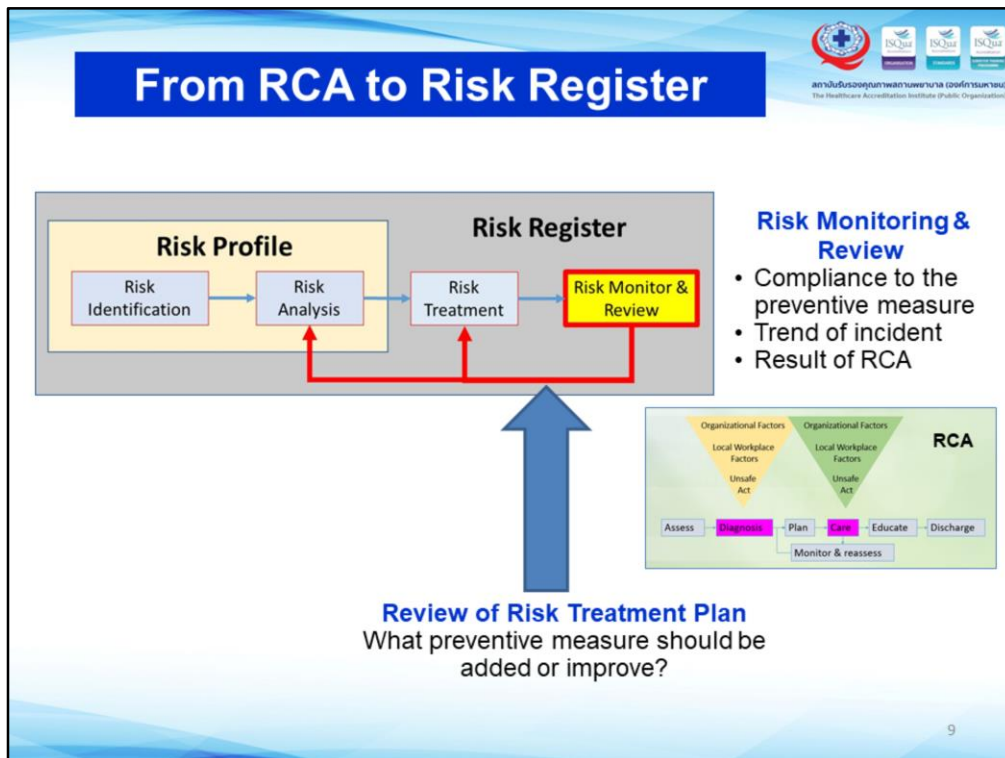 From RCA to Risk Register
ISQua
ISQua
ISQua
สถาบันรับรองคุณภาพสถานพยาบาล (องค์การมหาชน)
The Healthcare Accreditation Institute (Public Organization)
Risk Profile
Risk Register
Risk
Identification
Risk
Analysis
Risk
Treatment
Risk Monitor &
Review
Risk Monitoring &
Review
• Compliance to the
preventive measure
• Trend of incident
• Result of RCA
RCA
Organizational Factors
Local Workplace
Factors
Unsafe
Act
Organizational Factors
Local Workplace
Factors
Unsafe
Act
Assess
Diagnosis
Plan
Care
Educate
Discharge
Monitor & reassess
Review of Risk Treatment Plan
What preventive measure should be
added or improve?
9